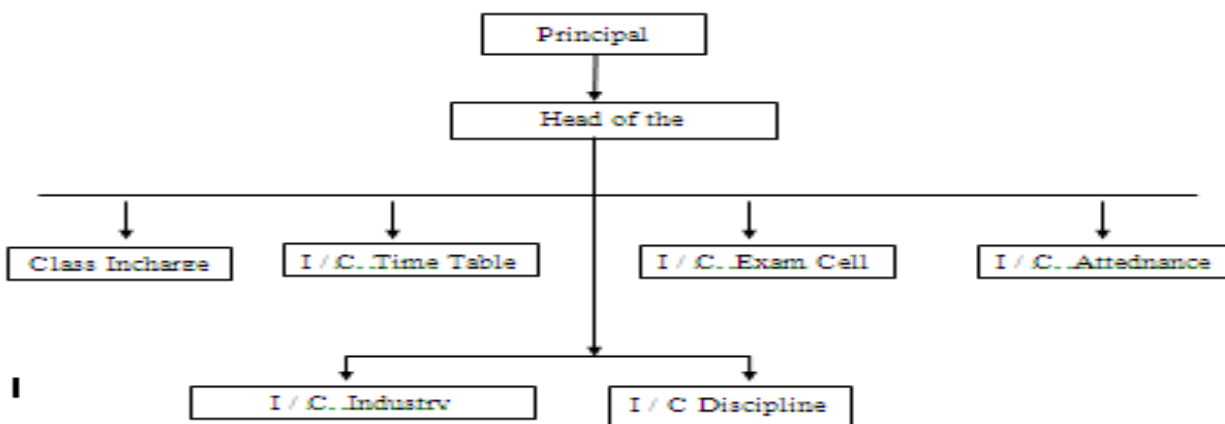 Principal
Head of the
Class Incharge
I / C Time Table
I / C Exam Cell
I / C Attednance
I
I / C Industry
I / C Discipline